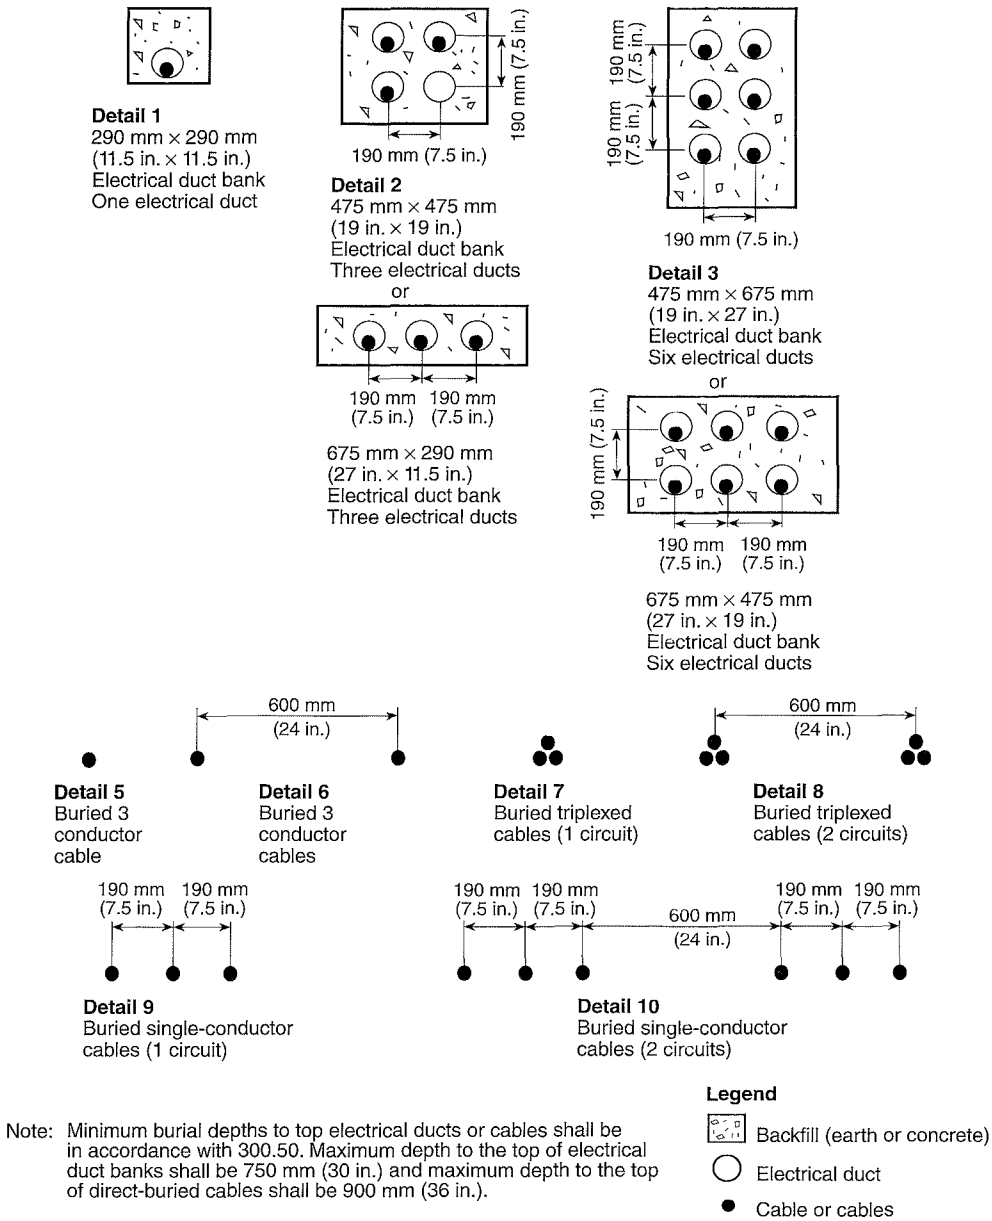 Detail 1
290 mm × 290 mm
(11.5 in. × 11.5 in.)
Electrical duct bank
One electrical duct
190 mm (7.5 in.)
190 mm (7.5 in.)
Detail 2
475 mm × 475 mm
(19 in. × 19 in.)
Electrical duct bank
Three electrical ducts
or
190 mm
(7.5 in.)
190 mm
(7.5 in.)
675 mm × 290 mm
(27 in. × 11.5 in.)
Electrical duct bank
Three electrical ducts
190 mm
(7.5 in.)
190 mm
(7.5 in.)
190 mm (7.5 in.)
Detail 3
475 mm × 675 mm
(19 in. × 27 in.)
Electrical duct bank
Six electrical ducts
or
190 mm (7.5 in.)
190 mm
(7.5 in.)
190 mm
(7.5 in.)
675 mm × 475 mm
(27 in. × 19 in.)
Electrical duct bank
Six electrical ducts
Detail 5
Buried 3
conductor
cable
600 mm
(24 in.)
Detail 6
Buried 3
conductor
cables
Detail 7
Buried triplexed
cables (1 circuit)
600 mm
(24 in.)
Detail 8
Buried triplexed
cables (2 circuits)
190 mm
(7.5 in.)
190 mm
(7.5 in.)
Detail 9
Buried single-conductor
cables (1 circuit)
190 mm
(7.5 in.)
190 mm
(7.5 in.)
600 mm
(24 in.)
190 mm
(7.5 in.)
190 mm
(7.5 in.)
Detail 10
Buried single-conductor
cables (2 circuits)
Note: Minimum burial depths to top electrical ducts or cables shall be
in accordance with 300.50. Maximum depth to the top of electrical
duct banks shall be 750 mm (30 in.) and maximum depth to the top
of direct-buried cables shall be 900 mm (36 in.).
Legend
Backfill (earth or concrete)
Electrical duct
Cable or cables